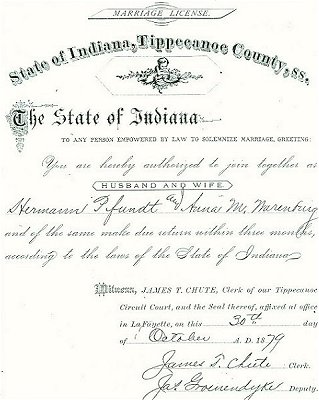 MARRIAGE LICENSE.
State of Indiana, Tippecanoe County, ss.
The State of Indiana
TO ANY PERSON EMPOWERED BY LAW TO SOLEMNIZE MARRIAGE, GREETING:
You are hereby authorized to join together as
HUSBAND AND WIFE,
Hermann Pfundt and Anna M. Warenburg
and of the same make due return within three months,
according to the laws of the State of Indiana
Witness, JAMES T. CHUTE, Clerk of our Tippecanoe
Circuit Court, and the Seal thereof, affixed at office
in LaFayette, on this 30th day
of October A. D. 1879
James T. Chute Clerk.
Jas Groenendyke Deputy.